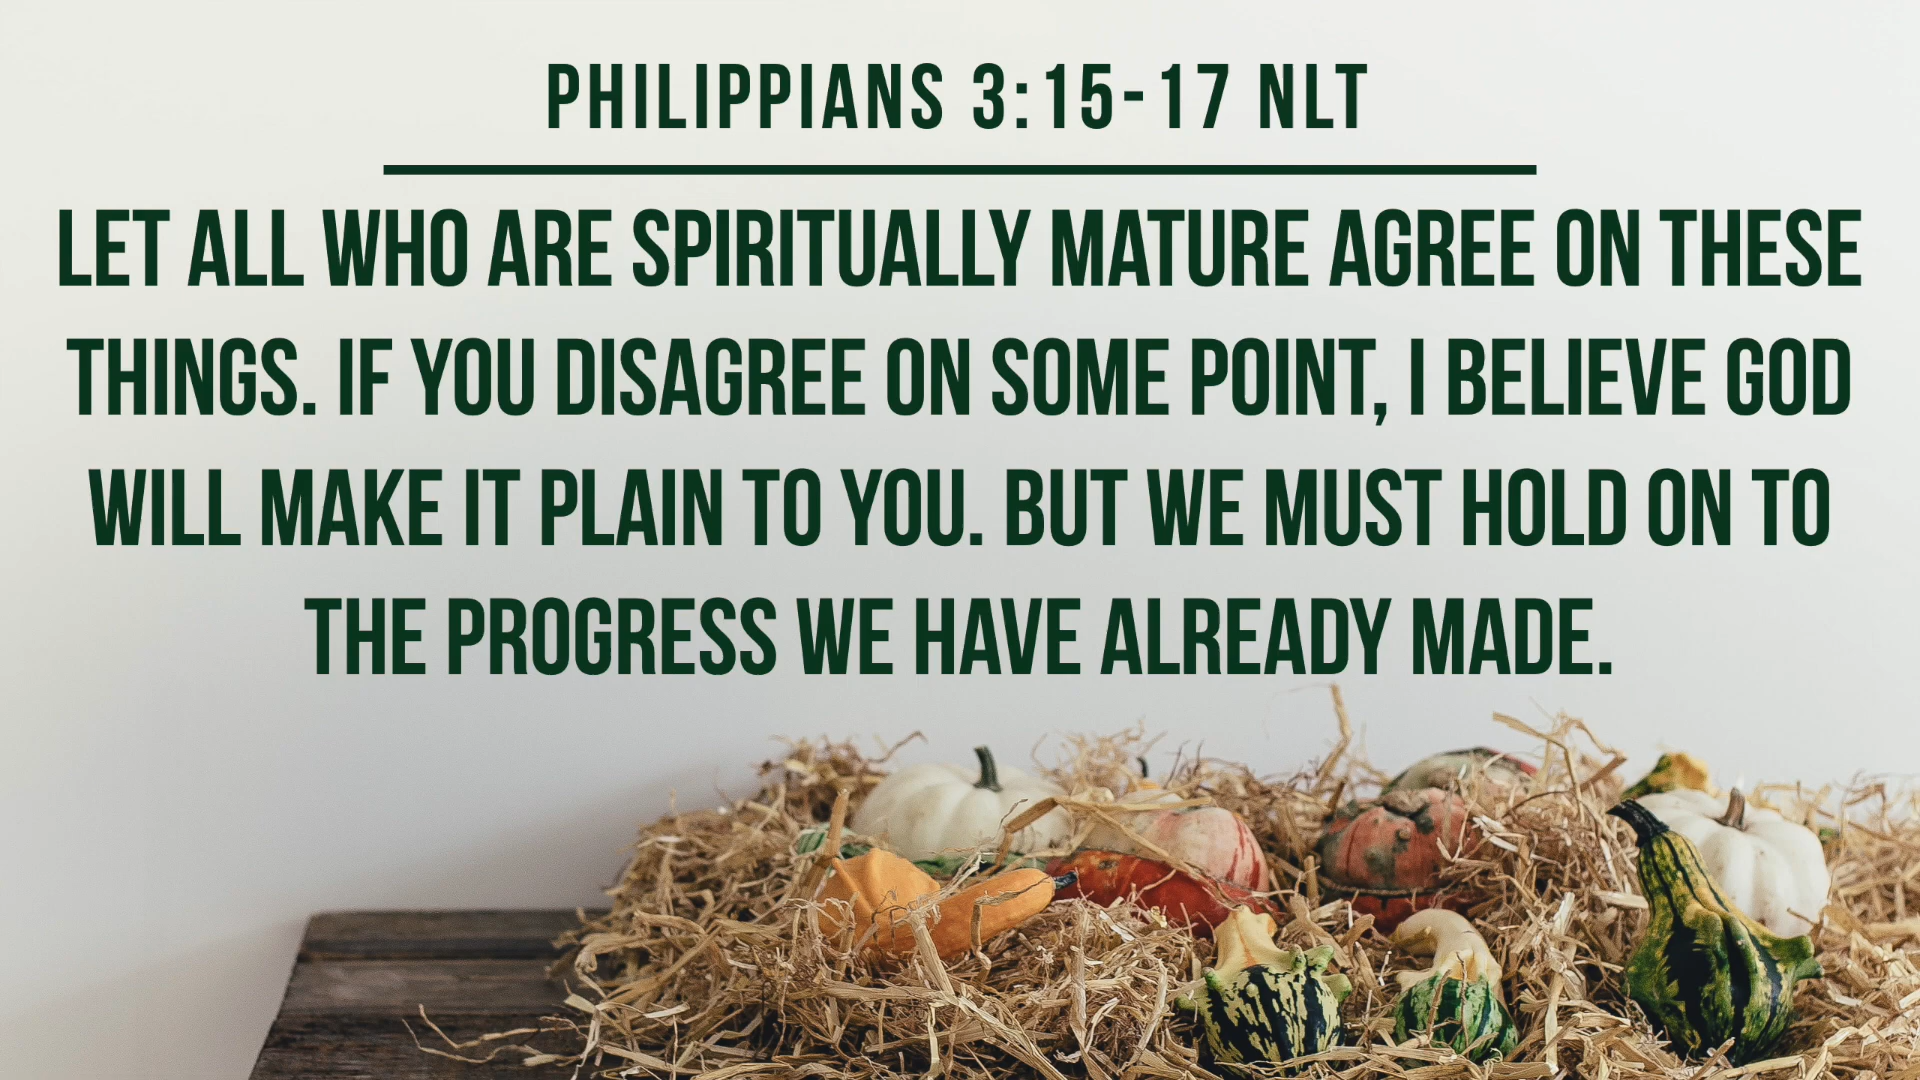 PHILIPPIANS 3:15-17 NLT
LET ALL WHO ARE SPIRITUALLY MATURE AGREE ON THESE
THINGS. IF YOU DISAGREE ON SOME POINT, I BELIEVE GOD
WILL MAKE IT PLAIN TO YOU. BUT WE MUST HOLD ON TO
THE PROGRESS WE HAVE ALREADY MADE.